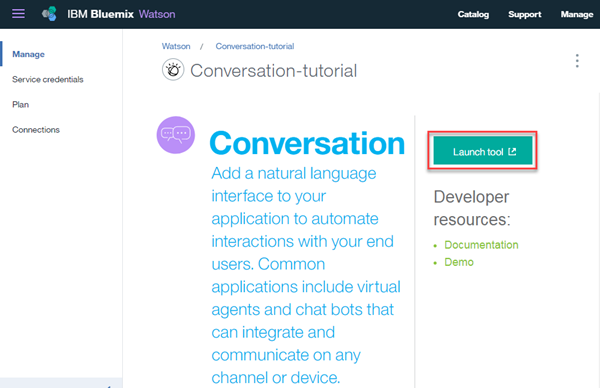 IBM Bluemix Watson
Catalog Support Manage
Manage
Service credentials
Plan
Connections
Watson / Conversation-tutorial
Conversation-tutorial
Conversation
Add a natural language
interface to your
application to automate
interactions with your end
users. Common
applications include virtual
agents and chat bots that
can integrate and
communicate on any
channel or device.
Launch tool
Developer
resources:
Documentation
Demo